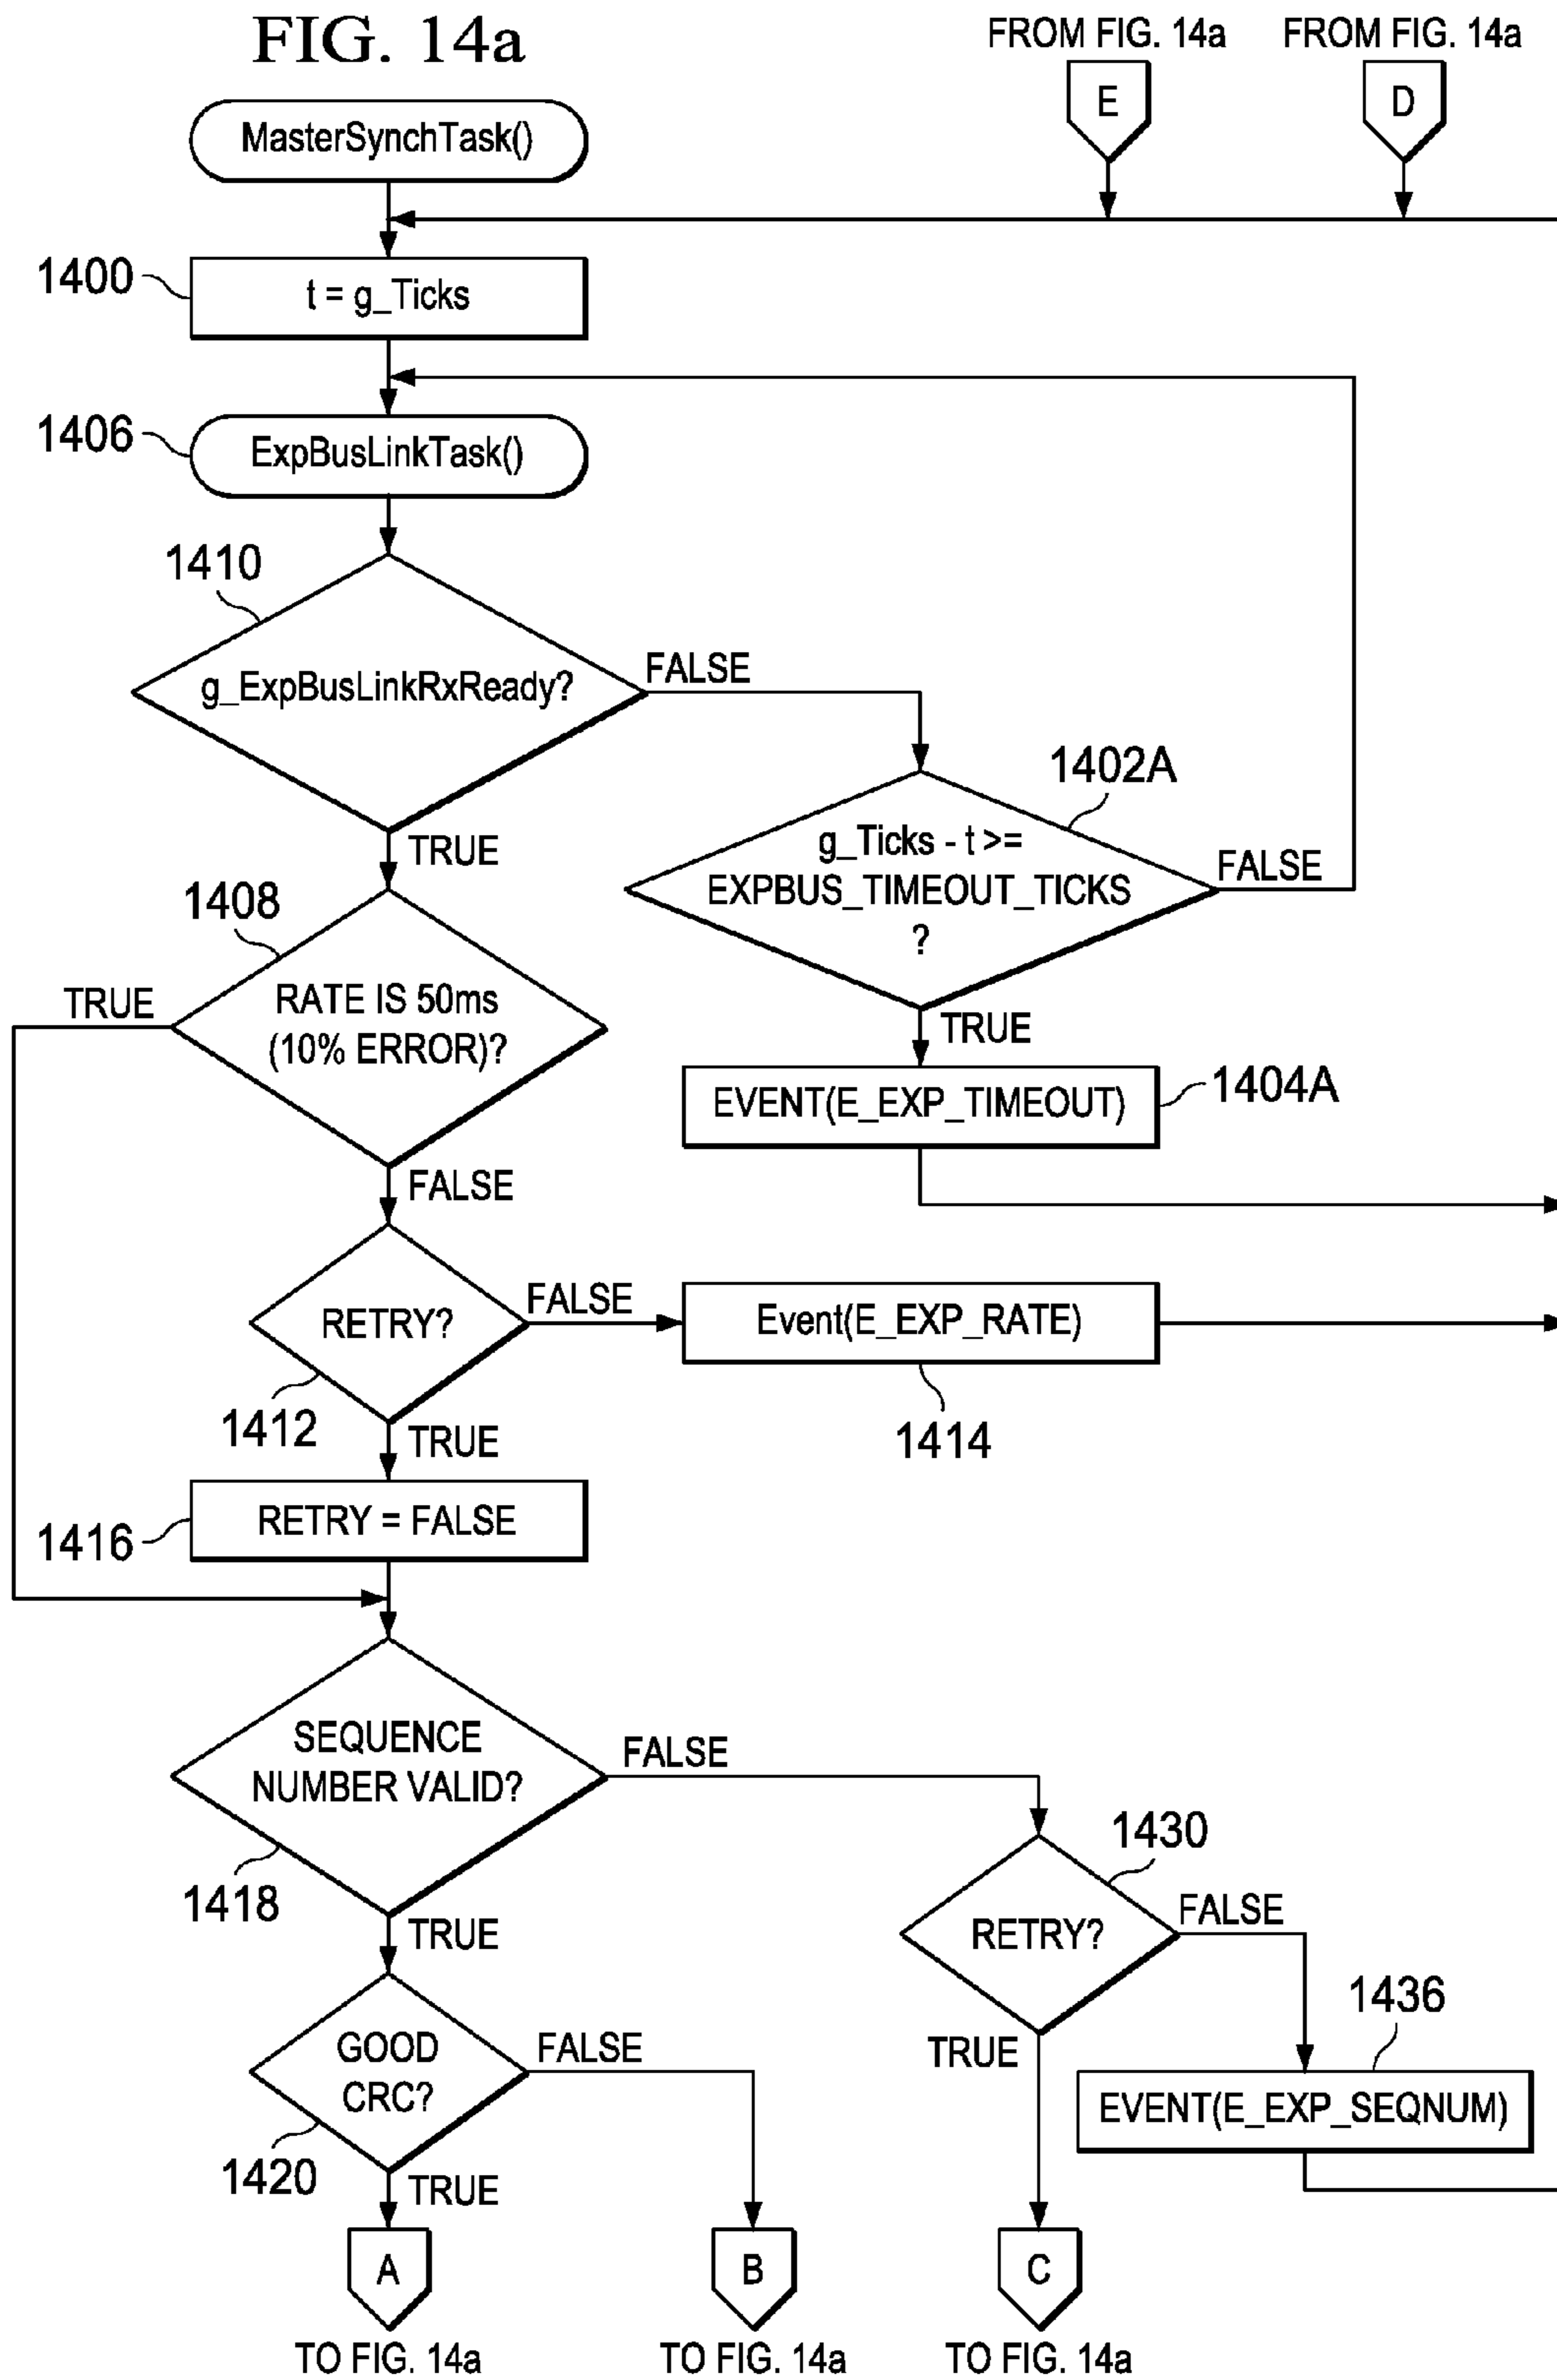 FIG. 14a
FROM FIG. 14a
FROM FIG. 14a
E
D
MasterSynchTask()
1400
t = g_Ticks
1406
ExpBusLinkTask()
1410
g_ExpBusLinkRxReady?
FALSE
TRUE
1402A
g_Ticks - t >=
EXPBUS_TIMEOUT_TICKS
?
FALSE
TRUE
1404A
EVENT(E_EXP_TIMEOUT)
1408
TRUE
RATE IS 50ms
(10% ERROR)?
FALSE
RETRY?
FALSE
1412
TRUE
Event(E_EXP_RATE)
1414
1416
RETRY = FALSE
SEQUENCE
NUMBER VALID?
FALSE
1418
TRUE
1430
RETRY?
FALSE
TRUE
1436
EVENT(E_EXP_SEQNUM)
GOOD
CRC?
FALSE
1420
TRUE
A
B
C
TO FIG. 14a
TO FIG. 14a
TO FIG. 14a